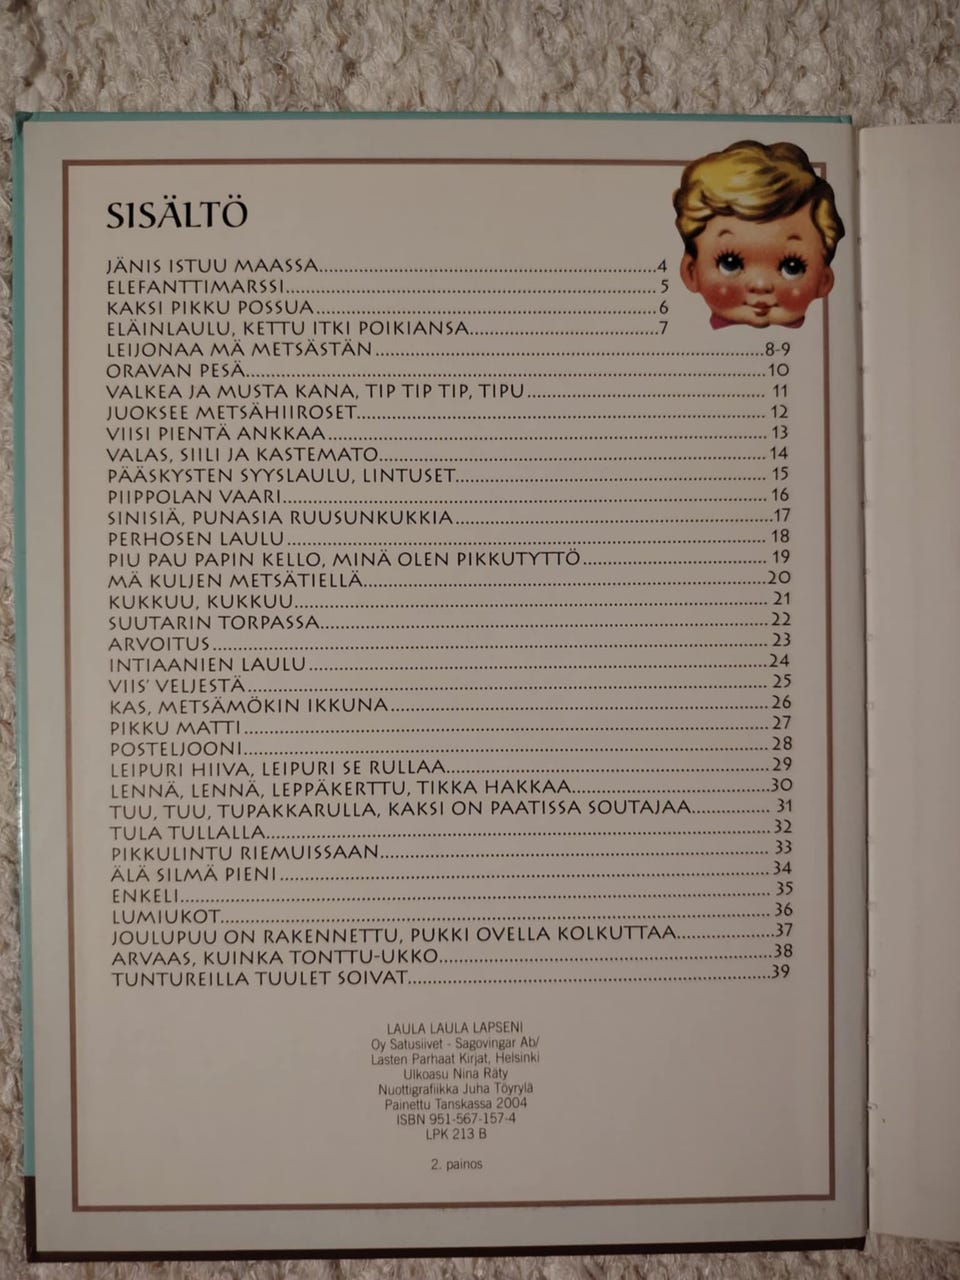 SISÄLTÖ
JÄNIS ISTUU MAASSA....................4
ELEFANTTIMARSSI.................... 5
KAKSI PIKKU POSSUA.................... 6
ELÄINLAULU, KETTU ITKI POIKIANSA....................7
LEIJONAA MÄ METSÄSTÄN....................8-9
ORAVAN PESÄ....................10
VALKEA JA MUSTA KANA, TIP TIP TIP, TIPU.................... 11
JUOKSEE METSÄHIIROSET.................... 12
VIISI PIENTÄ ANKKAA.................... 13
VALAS, SIILI JA KASTEMATO.................... 14
PÄÄSKYSTEN SYYSLAULU, LINTUSET.................... 15
PIIPPOLAN VAARI.................... 16
SINISIÄ, PUNASIA RUUSUNKUKKIA....................17
PERHOSEN LAULU.................... 18
PIU PAU PAPIN KELLO, MINÄ OLEN PIKKUTYTTÖ.................... 19
MÄ KULJEN METSÄTIELLÄ....................20
KUKKUU, KUKKUU.................... 21
SUUTARIN TORPASSA....................22
ARVOITUS.................... 23
INTIAANIEN LAULU....................24
VIIS' VELJESTÄ.................... 25
KAS, METSÄMÖKIN IKKUNA....................26
PIKKU MATTI....................27
POSTELJOONI.................... 28
LEIPURI HIIVA, LEIPURI SE RULLAA....................29
LENNÄ, LENNÄ, LEPPÄKERTTU, TIKKA HAKKAA....................30
TUU, TUU, TUPAKKARULLA, KAKSI ON PAATISSA SOUTAJAA.................... 31
TULA TULLALLA.................... 32
PIKKULINTU RIEMUISSAAN.................... 33
ÄLÄ SILMÄ PIENI.................... 34
ENKELI.................... 35
LUMIUKOT.................... 36
JOULUPUU ON RAKENNETTU, PUKKI OVELLA KOLKUTTAA....................37
ARVAAS, KUINKA TONTTU-UKKO....................38
TUNTUREILLA TUULET SOIVAT....................39
LAULA LAULA LAPSENI
Oy Satusiivet - Sagovingar Ab/
Lasten Parhaat Kirjat, Helsinki
Ulkoasu Nina Räty
Nuottigrafiikka Juha Töyrylä
Painettu Tanskassa 2004
ISBN 951-567-157-4
LPK 213 B
2. painos